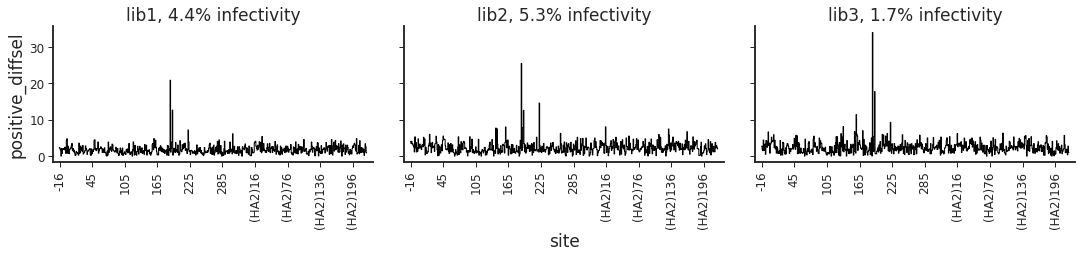 lib1, 4.4% infectivity
lib2, 5.3% infectivity
lib3, 1.7% infectivity
positive_diffsel
30
20
10
0
-16
45
105
165
225
285
(HA2)16
(HA2)76
(HA2)136
(HA2)196
-16
45
105
165
225
285
(HA2)16
(HA2)76
(HA2)136
(HA2)196
-16
45
105
165
225
285
(HA2)16
(HA2)76
(HA2)136
(HA2)196
site